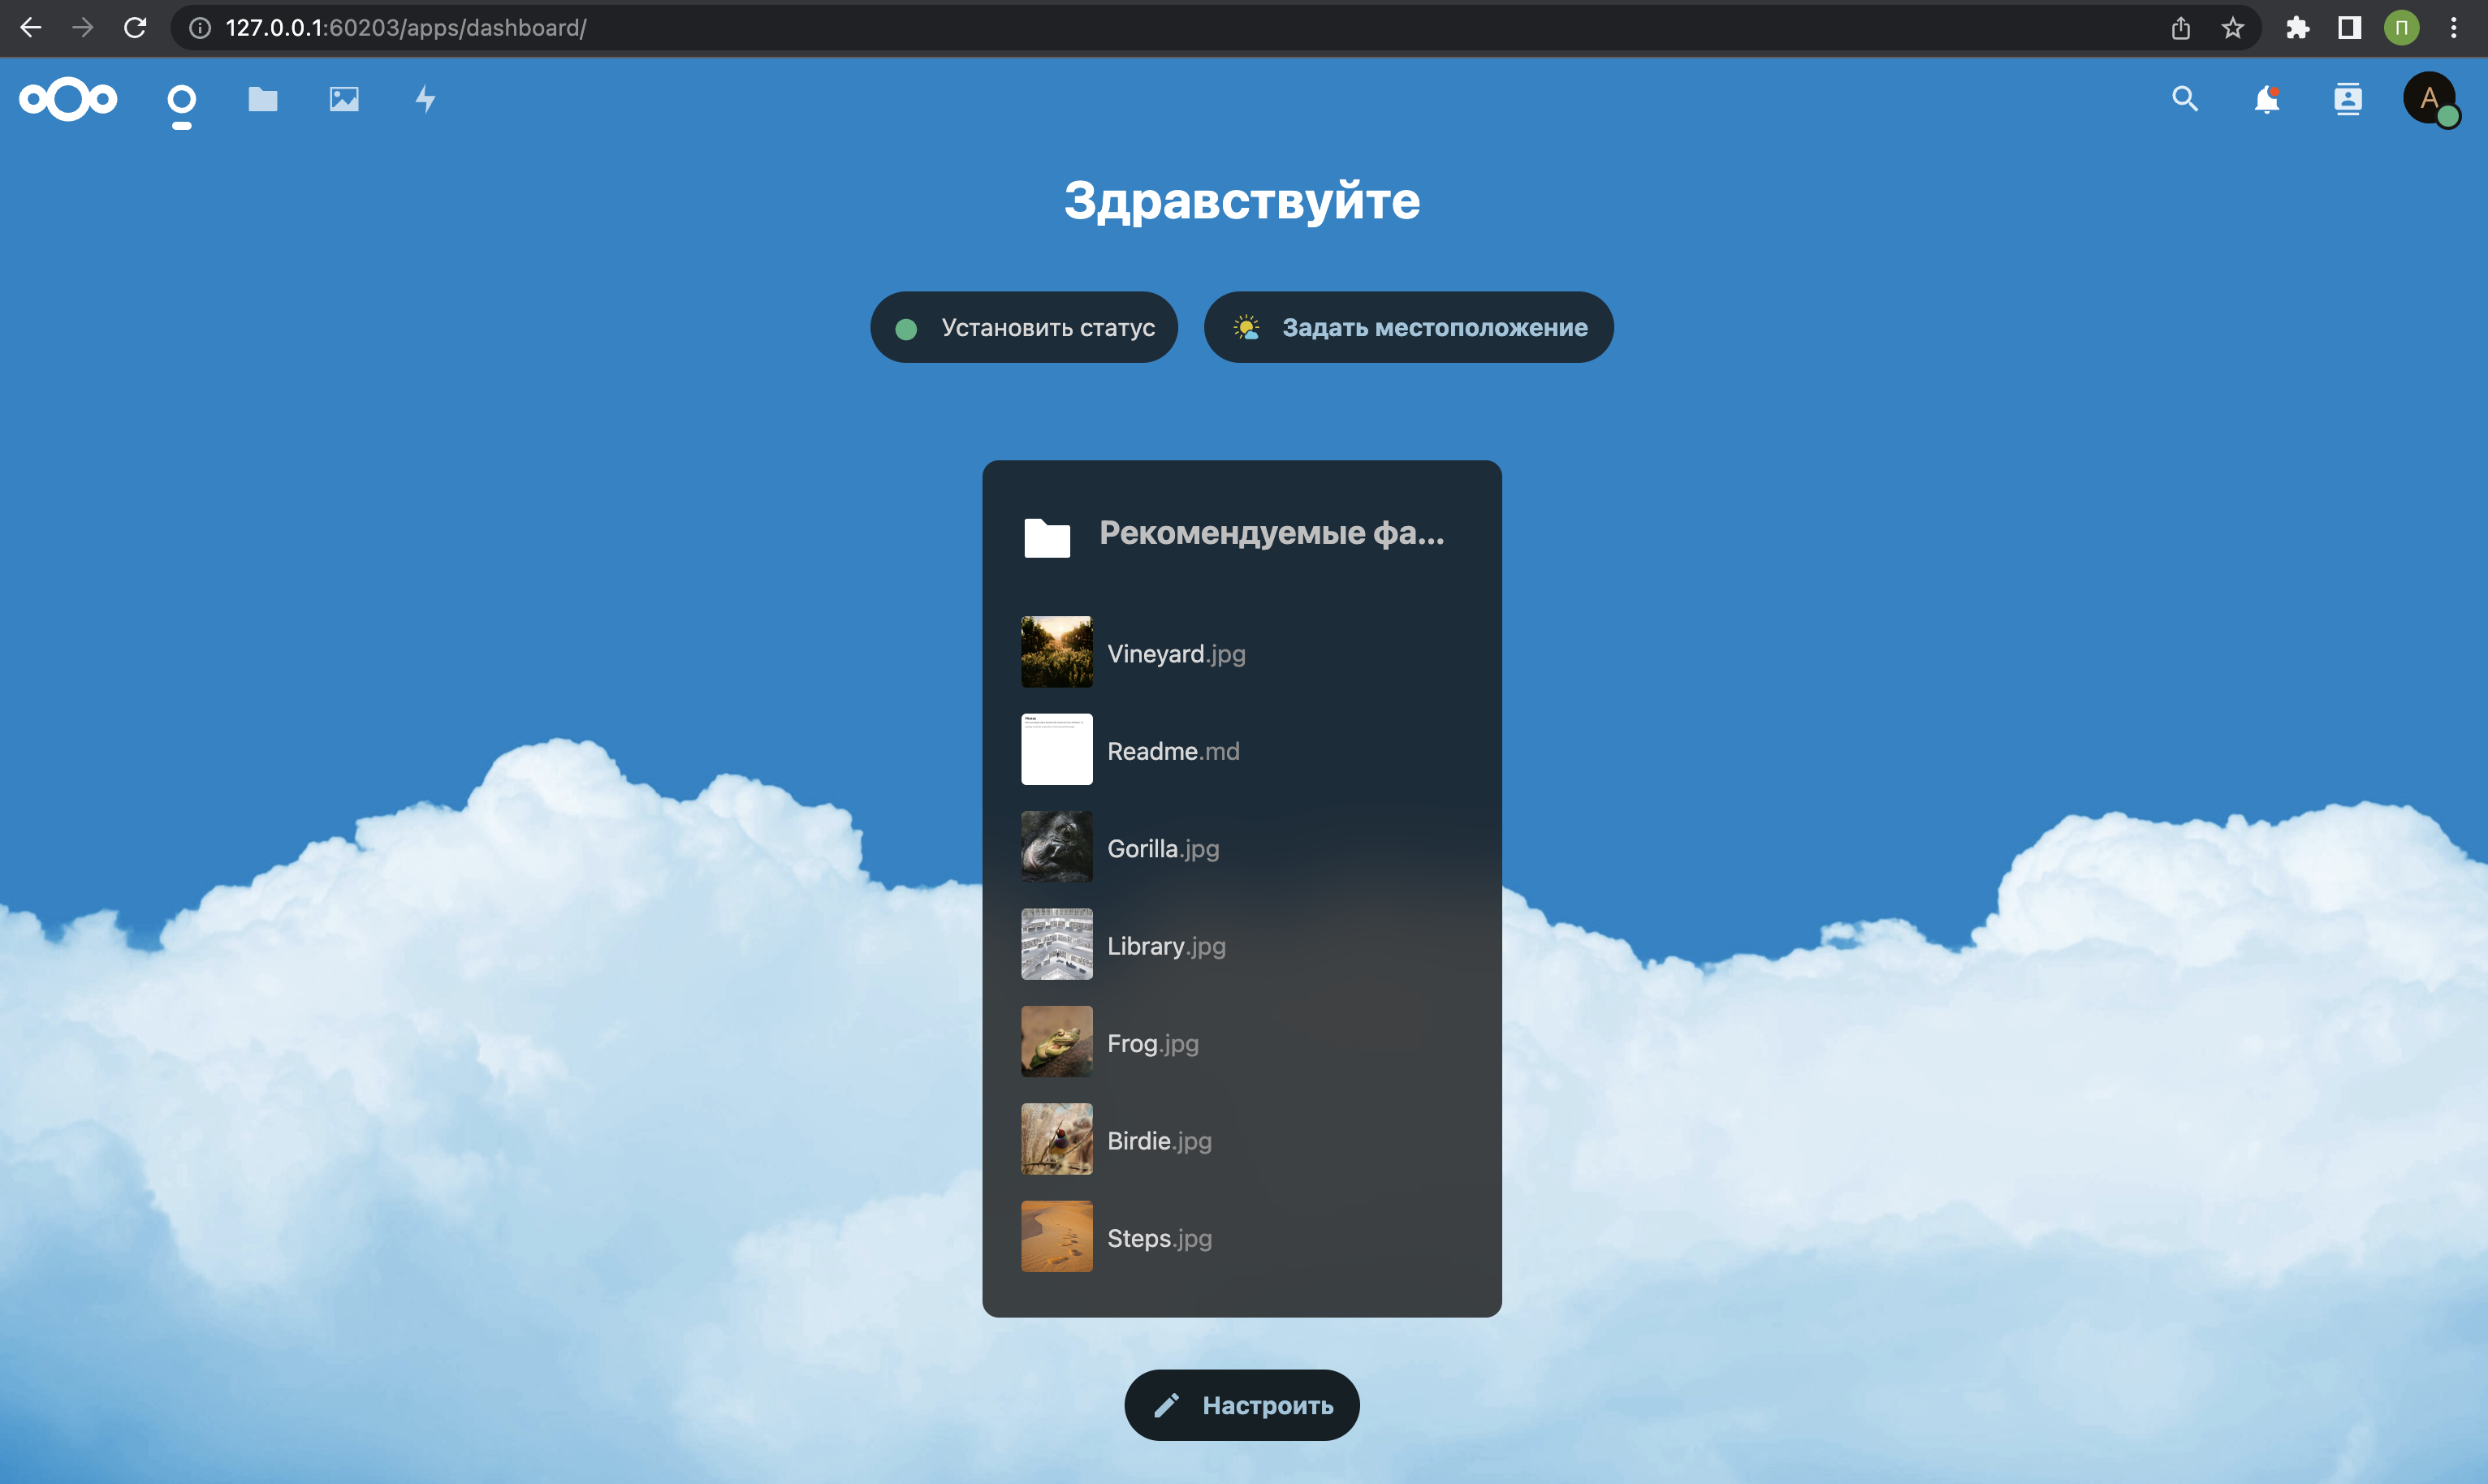 127.0.0.1:60203/apps/dashboard/
П
А
Здравствуйте
Установить статус
Задать местоположение
Рекомендуемые фа...
Vineyard.jpg
Readme.md
Gorilla.jpg
Library.jpg
Frog.jpg
Birdie.jpg
Steps.jpg
Настроить